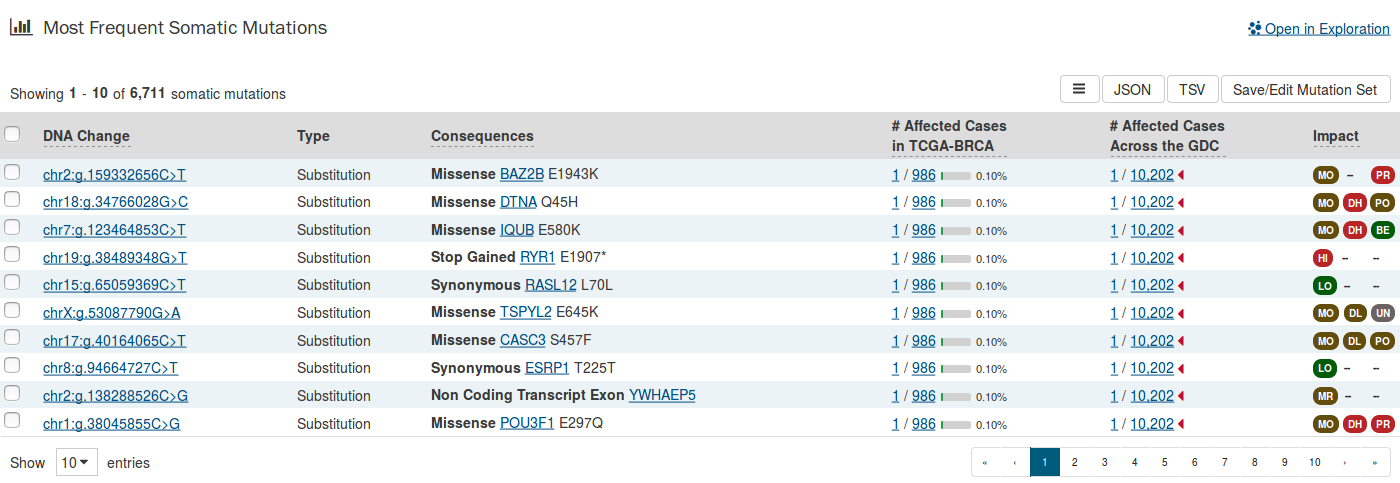 Most Frequent Somatic Mutations
Open in Exploration
Showing 1 - 10 of 6,711 somatic mutations
JSON TSV Save/Edit Mutation Set
DNA Change Type Consequences # Affected Cases in TCGA-BRCA # Affected Cases Across the GDC Impact
chr2:g.159332656C>T Substitution Missense BAZ2B E1943K 1 / 986 0.10% 1 / 10,202 MO -- PR
chr18:g.34766028G>C Substitution Missense DTNA Q45H 1 / 986 0.10% 1 / 10,202 MO DH PO
chr7:g.123464853C>T Substitution Missense IQUB E580K 1 / 986 0.10% 1 / 10,202 MO DH BE
chr19:g.38489348G>T Substitution Stop Gained RYR1 E1907* 1 / 986 0.10% 1 / 10,202 HI -- --
chr15:g.65059369C>T Substitution Synonymous RASL12 L70L 1 / 986 0.10% 1 / 10,202 LO -- --
chrX:g.53087790G>A Substitution Missense TSPYL2 E645K 1 / 986 0.10% 1 / 10,202 MO DL UN
chr17:g.40164065C>T Substitution Missense CASC3 S457F 1 / 986 0.10% 1 / 10,202 MO DL PO
chr8:g.94664727C>T Substitution Synonymous ESRP1 T225T 1 / 986 0.10% 1 / 10,202 LO -- --
chr2:g.138288526C>G Substitution Non Coding Transcript Exon YWHAEP5 1 / 986 0.10% 1 / 10,202 MR -- --
chr1:g.38045855C>G Substitution Missense POU3F1 E297Q 1 / 986 0.10% 1 / 10,202 MO DH PR
Show 10 entries « ‹ 1 2 3 4 5 6 7 8 9 10 › »